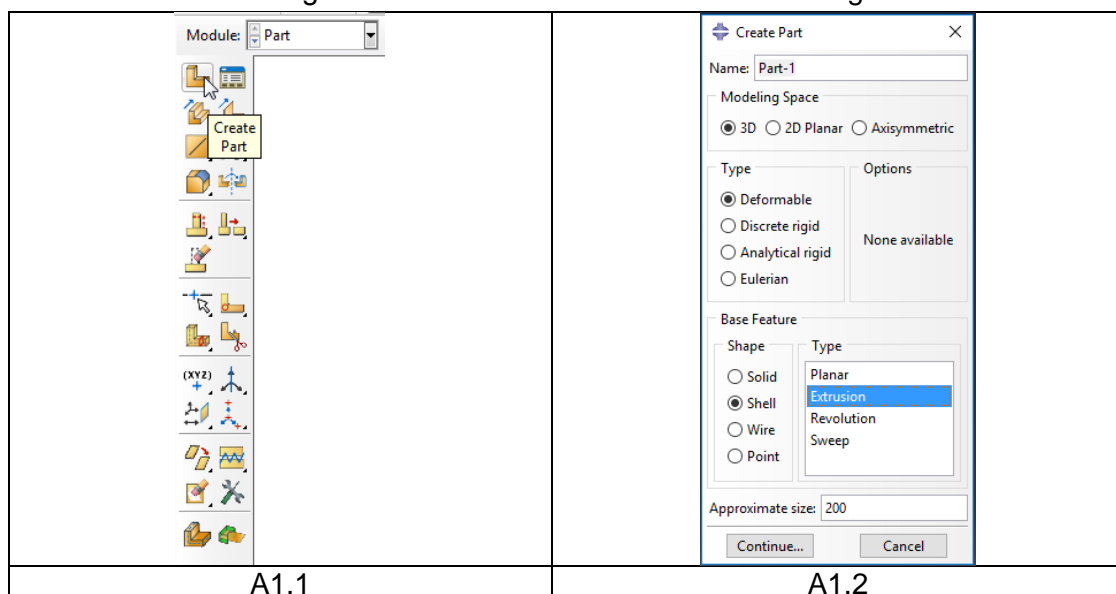 Module: Part
Create
Part
(XYZ)
A1.1
Create Part
Name: Part-1
Modeling Space
3D 2D Planar Axisymmetric
Type
Deformable
Discrete rigid
Analytical rigid
Eulerian
Options
None available
Base Feature
Shape
Solid
Shell
Wire
Point
Type
Planar
Extrusion
Revolution
Sweep
Approximate size: 200
Continue... Cancel
A1.2